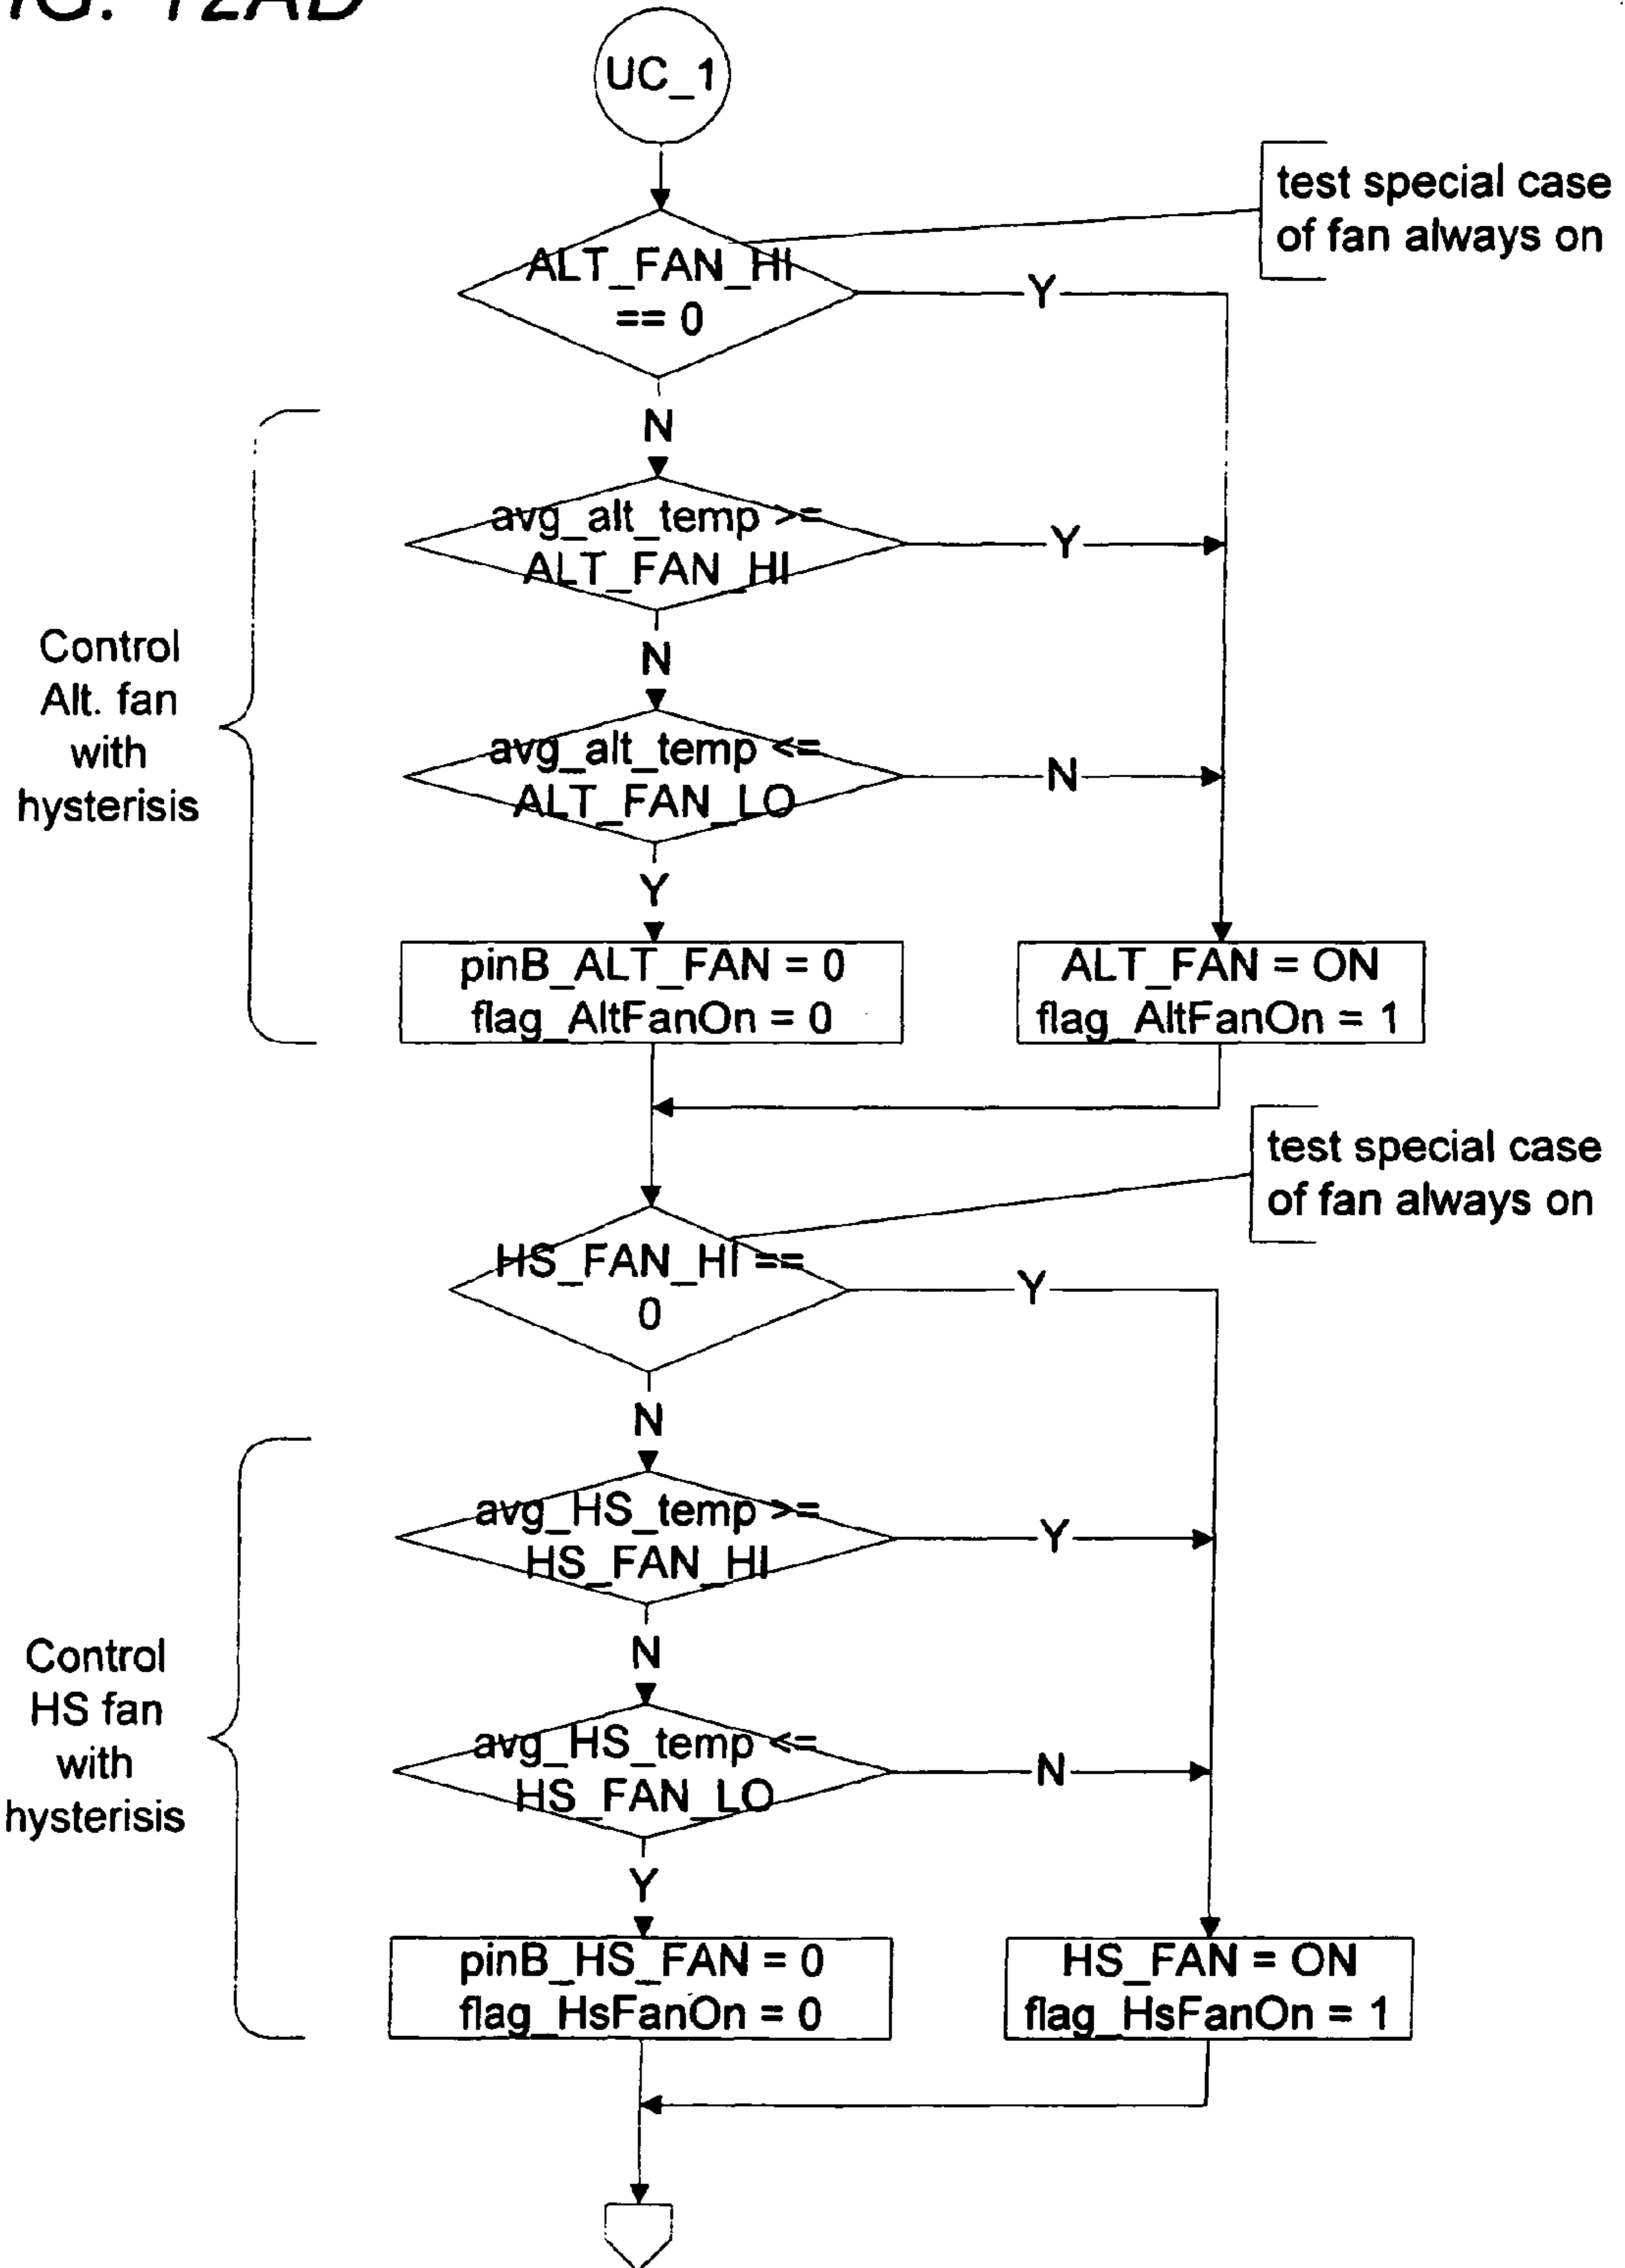 UC_1
test special case
of fan always on
ALT_FAN_HI
== 0
Y
N
avg_alt_temp >=
ALT_FAN_HI
Y
N
Control
Alt. fan
with
hysterisis
avg_alt_temp <=
ALT_FAN_LO
N
Y
pinB_ALT_FAN = 0
flag_AltFanOn = 0
ALT_FAN = ON
flag_AltFanOn = 1
test special case
of fan always on
HS_FAN_HI ==
0
Y
N
avg_HS_temp >=
HS_FAN_HI
Y
N
Control
HS fan
with
hysterisis
avg_HS_temp <=
HS_FAN_LO
N
Y
pinB_HS_FAN = 0
flag_HsFanOn = 0
HS_FAN = ON
flag_HsFanOn = 1